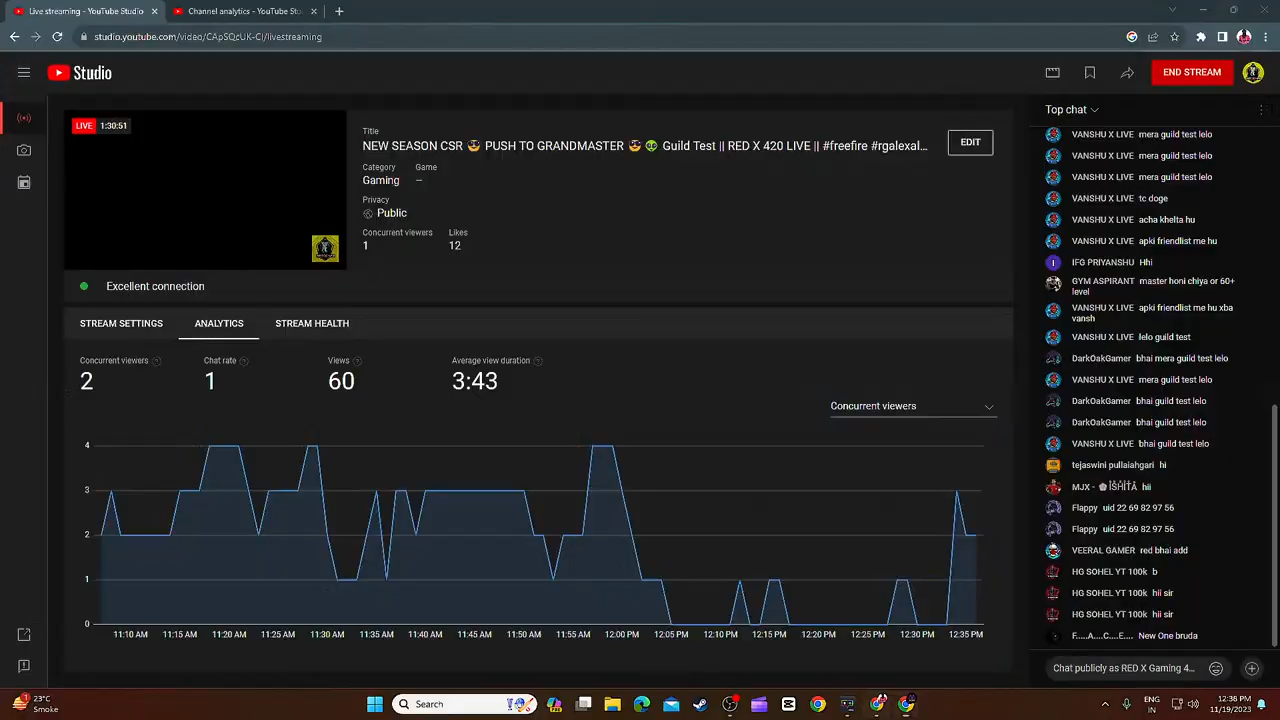 Live streaming - YouTube Studio
Channel analytics - YouTube Stu
studio.youtube.com/video/CApSQcUK-CI/livestreaming
Studio
END STREAM
LIVE 1:30:51
Title
NEW SEASON CSR 🤠 PUSH TO GRANDMASTER 🤠 👽 Guild Test || RED X 420 LIVE || #freefire #rgalexal...
EDIT
Category Game
Gaming –
Privacy
Public
Concurrent viewers Likes
1 12
Excellent connection
STREAM SETTINGS ANALYTICS STREAM HEALTH
Concurrent viewers Chat rate Views Average view duration
2 1 60 3:43
Concurrent viewers
4
3
2
1
0
11:10 AM 11:15 AM 11:20 AM 11:25 AM 11:30 AM 11:35 AM 11:40 AM 11:45 AM 11:50 AM 11:55 AM 12:00 PM 12:05 PM 12:10 PM 12:15 PM 12:20 PM 12:25 PM 12:30 PM 12:35 PM
Top chat
VANSHU X LIVE mera guild test lelo
VANSHU X LIVE mera guild test lelo
VANSHU X LIVE mera guild test lelo
VANSHU X LIVE tc doge
VANSHU X LIVE acha khelta hu
VANSHU X LIVE apki friendlist me hu
IFG PRIYANSHU Hhi
GYM ASPIRANT master honi chiya or 60+
level
VANSHU X LIVE apki friendlist me hu xba
vansh
VANSHU X LIVE lelo guild test
DarkOakGamer bhai mera guild test lelo
VANSHU X LIVE mera guild test lelo
DarkOakGamer bhai guild test lelo
DarkOakGamer bhai guild test lelo
VANSHU X LIVE bhai guild test lelo
tejaswini pullaiahgari hi
MJX - hii
Flappy uid 22 69 82 97 56
Flappy uid 22 69 82 97 56
VEERAL GAMER red bhai add
HG SOHEL YT 100k b
HG SOHEL YT 100k hii sir
HG SOHEL YT 100k hii sir
F....A....C...E.... New One bruda
Chat publicly as RED X Gaming 4...
23°C
Smoke
Search
ENG
IN
12:38 PM
11/19/2023